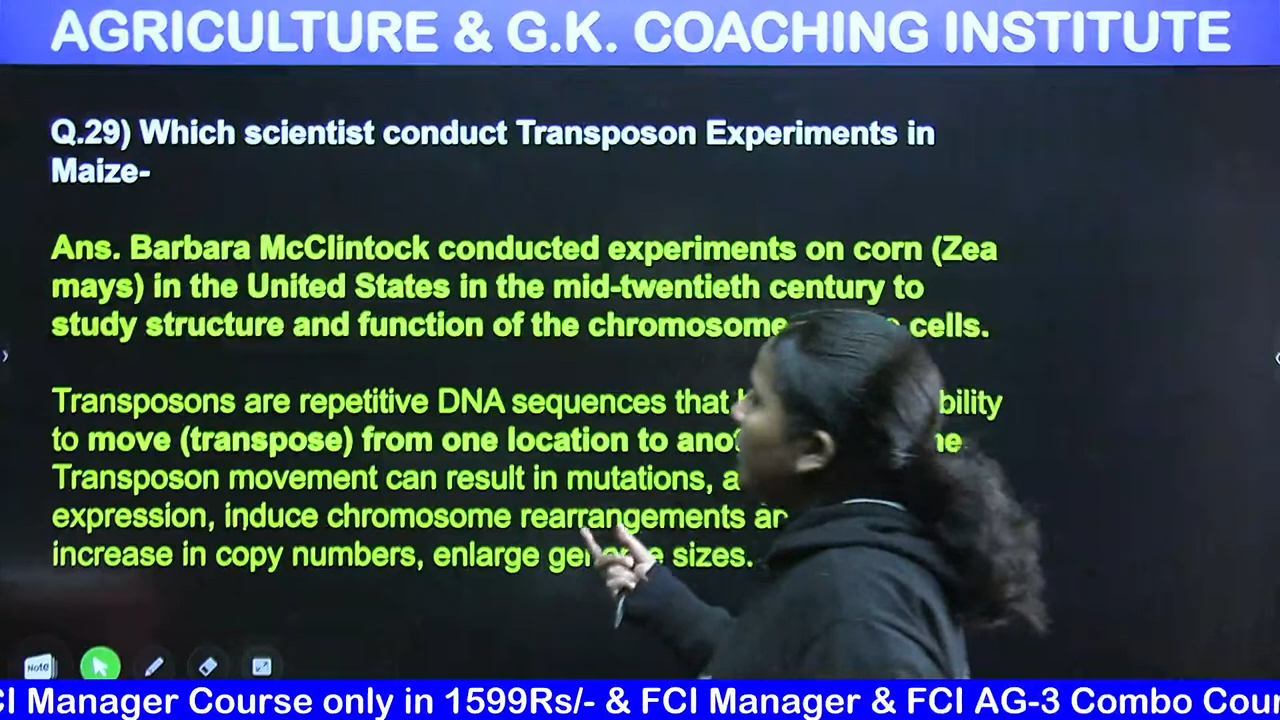 AGRICULTURE & G.K. COACHING INSTITUTE
Q.29) Which scientist conduct Transposon Experiments in
Maize-
Ans. Barbara McClintock conducted experiments on corn (Zea
mays) in the United States in the mid-twentieth century to
study structure and function of the chromosome cells.
Transposons are repetitive DNA sequences that bility
to move (transpose) from one location to
Transposon movement can result in mutations,
expression, induce chromosome rearrangements
increase in copy numbers, enlarge sizes.
Note
CI Manager Course only in 1599Rs/- & FCI Manager & FCI AG-3 Combo Cour